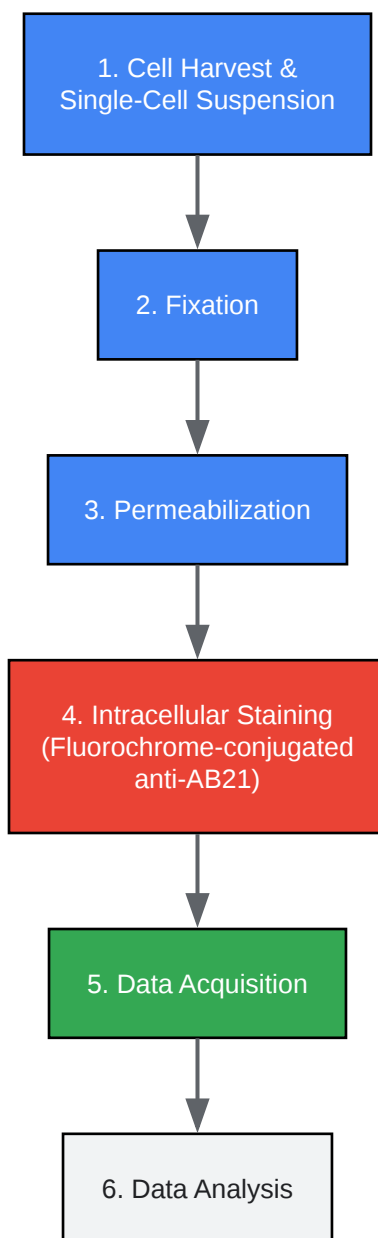 1. Cell Harvest &
Single-Cell Suspension
2. Fixation
3. Permeabilization
4. Intracellular Staining
(Fluorochrome-conjugated
anti-AB21)
5. Data Acquisition
6. Data Analysis